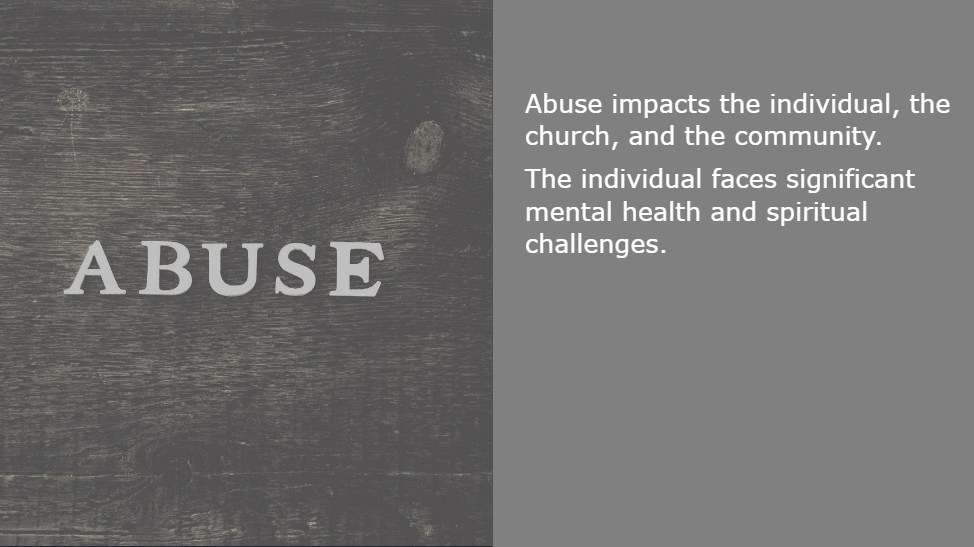 ABUSE
Abuse impacts the individual, the
church, and the community.
The individual faces significant
mental health and spiritual
challenges.